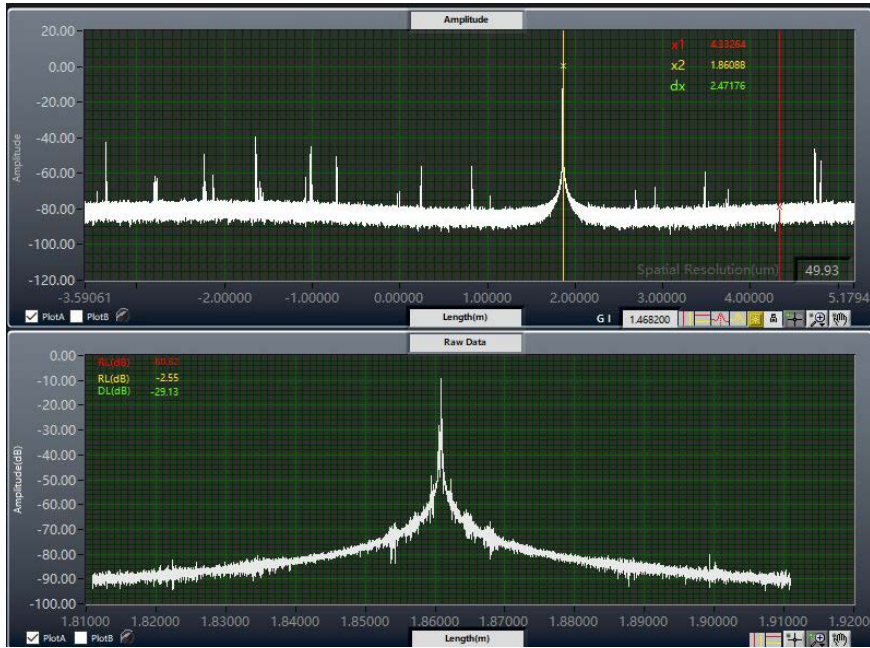 Amplitude
20.00
0.00
-20.00
-40.00
-60.00
-80.00
-100.00
-120.00
Amplitude
x1 4.33264
x2 1.86088
dx 2.47176
Spatial Resolution(um) 49.93
-3.59061 -2.00000 -1.00000 0.00000 1.00000 2.00000 3.00000 4.00000 5.1794
PlotA PlotB Length(m) G I 1.468200
Raw Data
0.00
-10.00
-20.00
-30.00
-40.00
-50.00
-60.00
-70.00
-80.00
-90.00
-100.00
Amplitude(dB)
RL(dB) -60.82
RL(dB) -2.55
DL(dB) -29.13
1.81000 1.82000 1.83000 1.84000 1.85000 1.86000 1.87000 1.88000 1.89000 1.90000 1.91000 1.92000
PlotA PlotB Length(m)